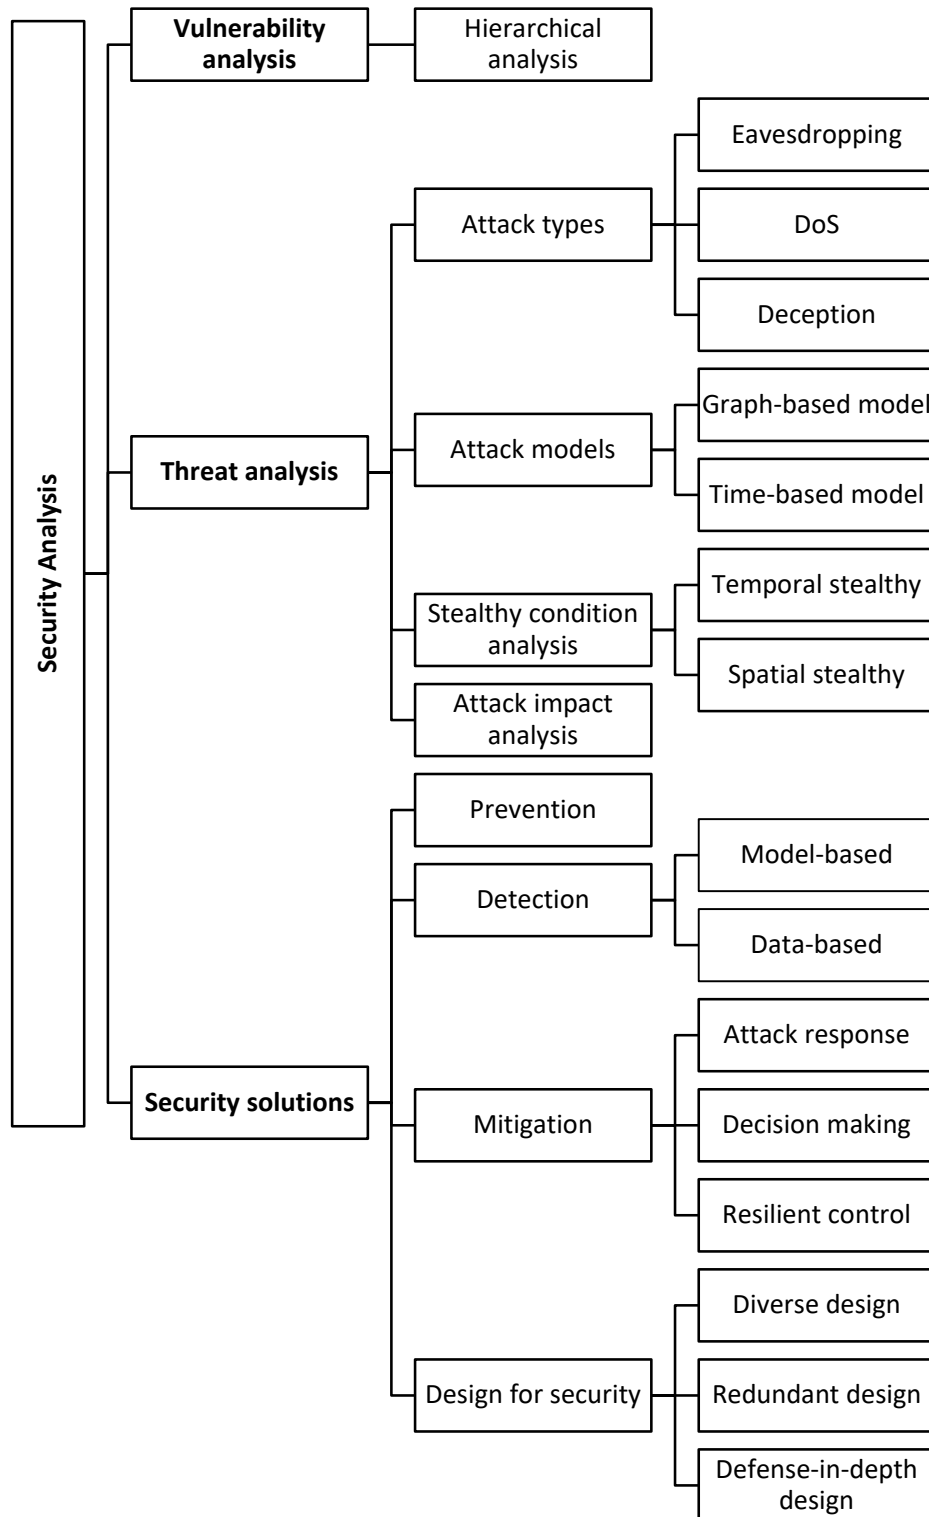 Security Analysis
Vulnerability
analysis
Hierarchical
analysis
Threat analysis
Attack types
Eavesdropping
DoS
Deception
Attack models
Graph-based model
Time-based model
Stealthy condition
analysis
Temporal stealthy
Spatial stealthy
Attack impact
analysis
Security solutions
Prevention
Detection
Model-based
Data-based
Mitigation
Attack response
Decision making
Resilient control
Design for security
Diverse design
Redundant design
Defense-in-depth
design